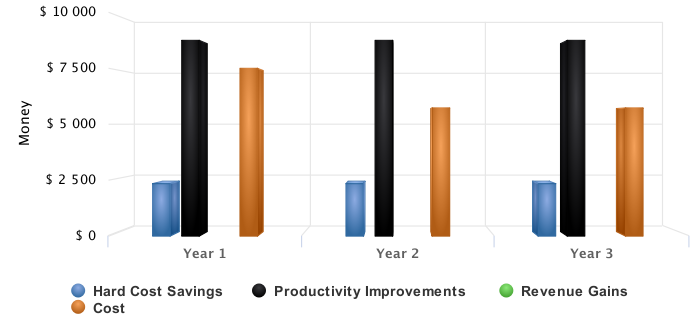 $ 10 000
$ 7 500
$ 5 000
$ 2 500
$ 0
Money
Year 1
Year 2
Year 3
Hard Cost Savings
Productivity Improvements
Revenue Gains
Cost